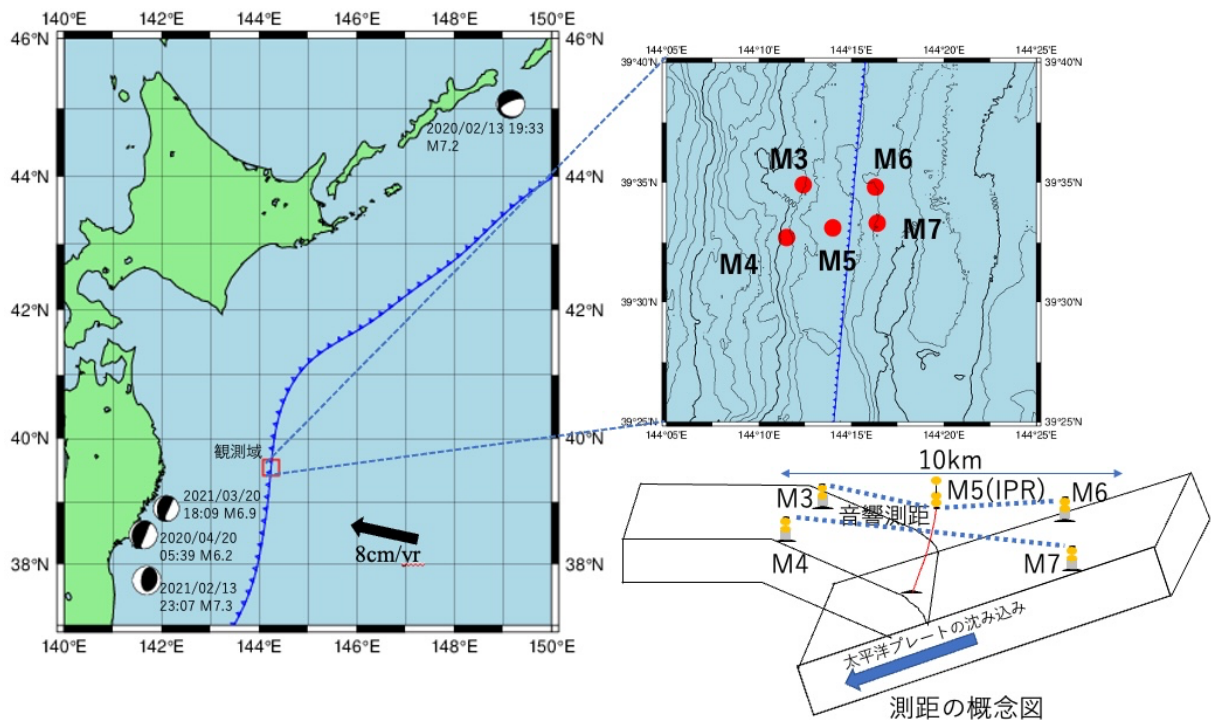 140°E 142°E 144°E 146°E 148°E 150°E
46°N 46°N
2020/02/13 19:33
M7.2
44°N 44°N
42°N 42°N
40°N 40°N
観測域
2021/03/20
18:09 M6.9
2020/04/20
05:39 M6.2
8cm/yr
38°N 38°N
2021/02/13
23:07 M7.3
140°E 142°E 144°E 146°E 148°E 150°E
144°05'E 144°10'E 144°15'E 144°20'E 144°25'E
39°40'N 39°40'N
M3 M6
39°35'N 39°35'N
M7
M4 M5
39°30'N 39°30'N
39°25'N 39°25'N
144°05'E 144°10'E 144°15'E 144°20'E 144°25'E
10km
M3 M5(IPR) M6
音響測距
M4 M7
太平洋プレートの沈み込み
測距の概念図